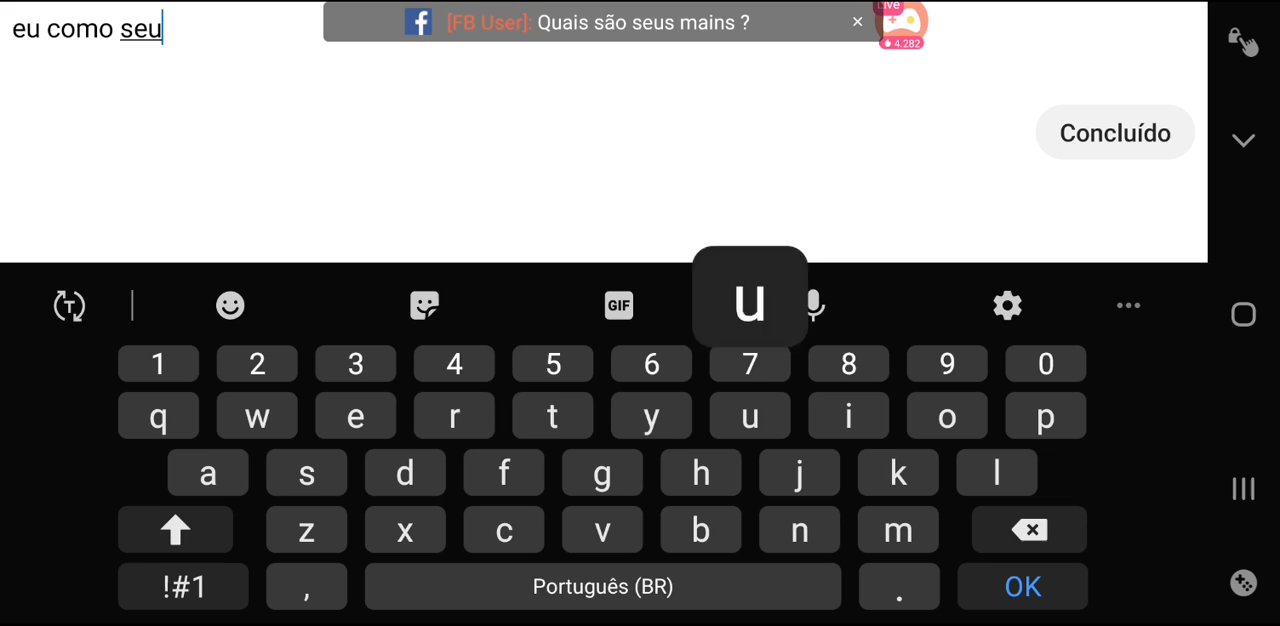 eu como seu
[FB User]: Quais são seus mains ?
×
Live
4.282
Concluído
T
GIF
u
1 2 3 4 5 6 7 8 9 0
q w e r t y u i o p
a s d f g h j k l
z x c v b n m
!#1 , Português (BR) . OK